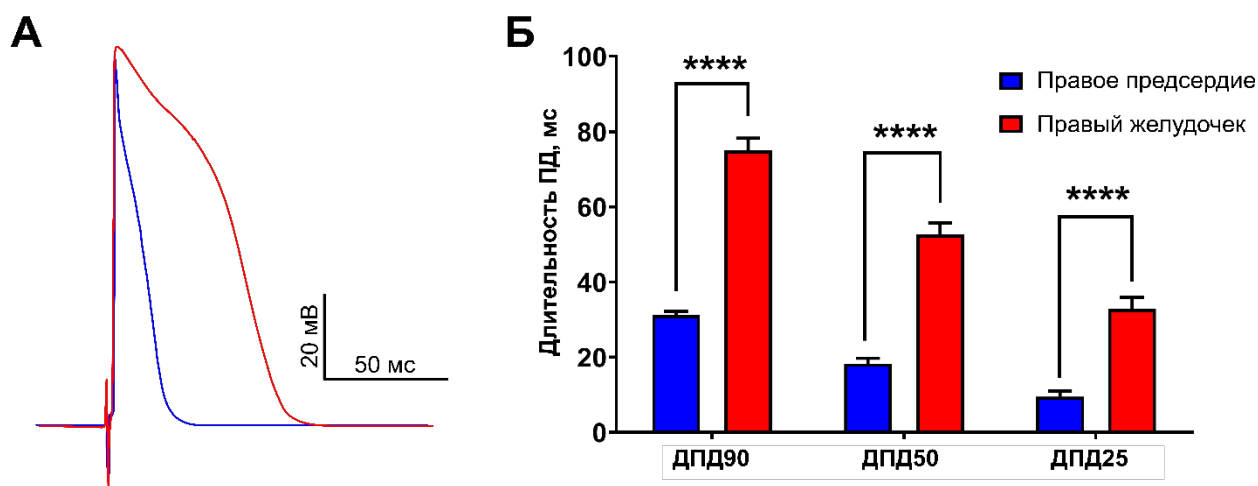 А
20 мВ
50 мс
Б
Длительность ПД, мс
100
80
60
40
20
0
****
****
****
Правое предсердие
Правый желудочек
ДПД90
ДПД50
ДПД25